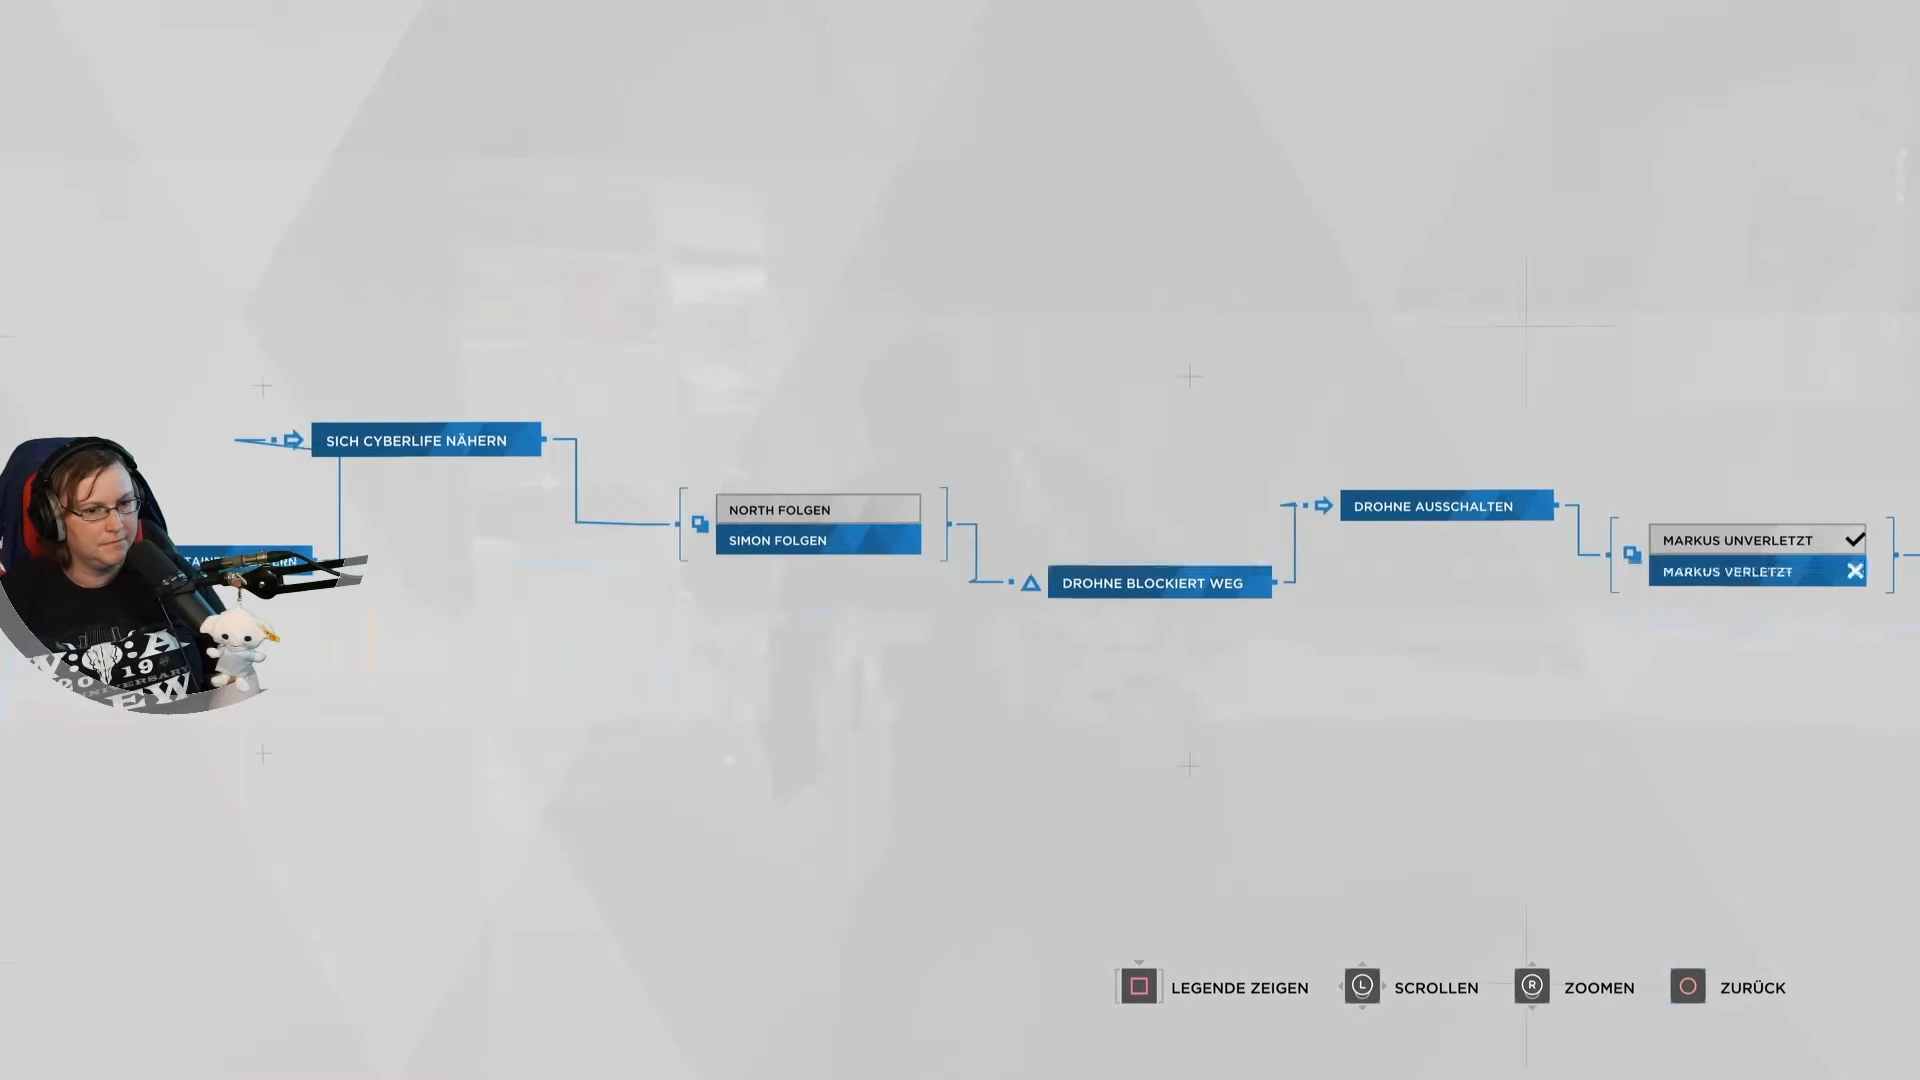 SICH CYBERLIFE NÄHERN
NORTH FOLGEN
SIMON FOLGEN
DROHNE BLOCKIERT WEG
DROHNE AUSSCHALTEN
MARKUS UNVERLETZT
MARKUS VERLETZT
19
LEGENDE ZEIGEN
L
SCROLLEN
R
ZOOMEN
ZURÜCK